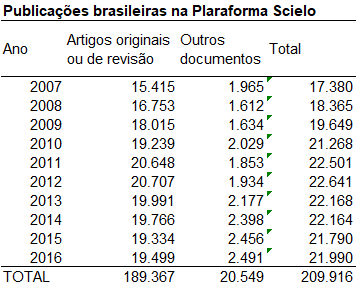 Publicações brasileiras na Plaraforma Scielo
Ano Artigos originais ou de revisão Outros documentos Total
2007 15.415 1.965 17.380
2008 16.753 1.612 18.365
2009 18.015 1.634 19.649
2010 19.239 2.029 21.268
2011 20.648 1.853 22.501
2012 20.707 1.934 22.641
2013 19.991 2.177 22.168
2014 19.766 2.398 22.164
2015 19.334 2.456 21.790
2016 19.499 2.491 21.990
TOTAL 189.367 20.549 209.916